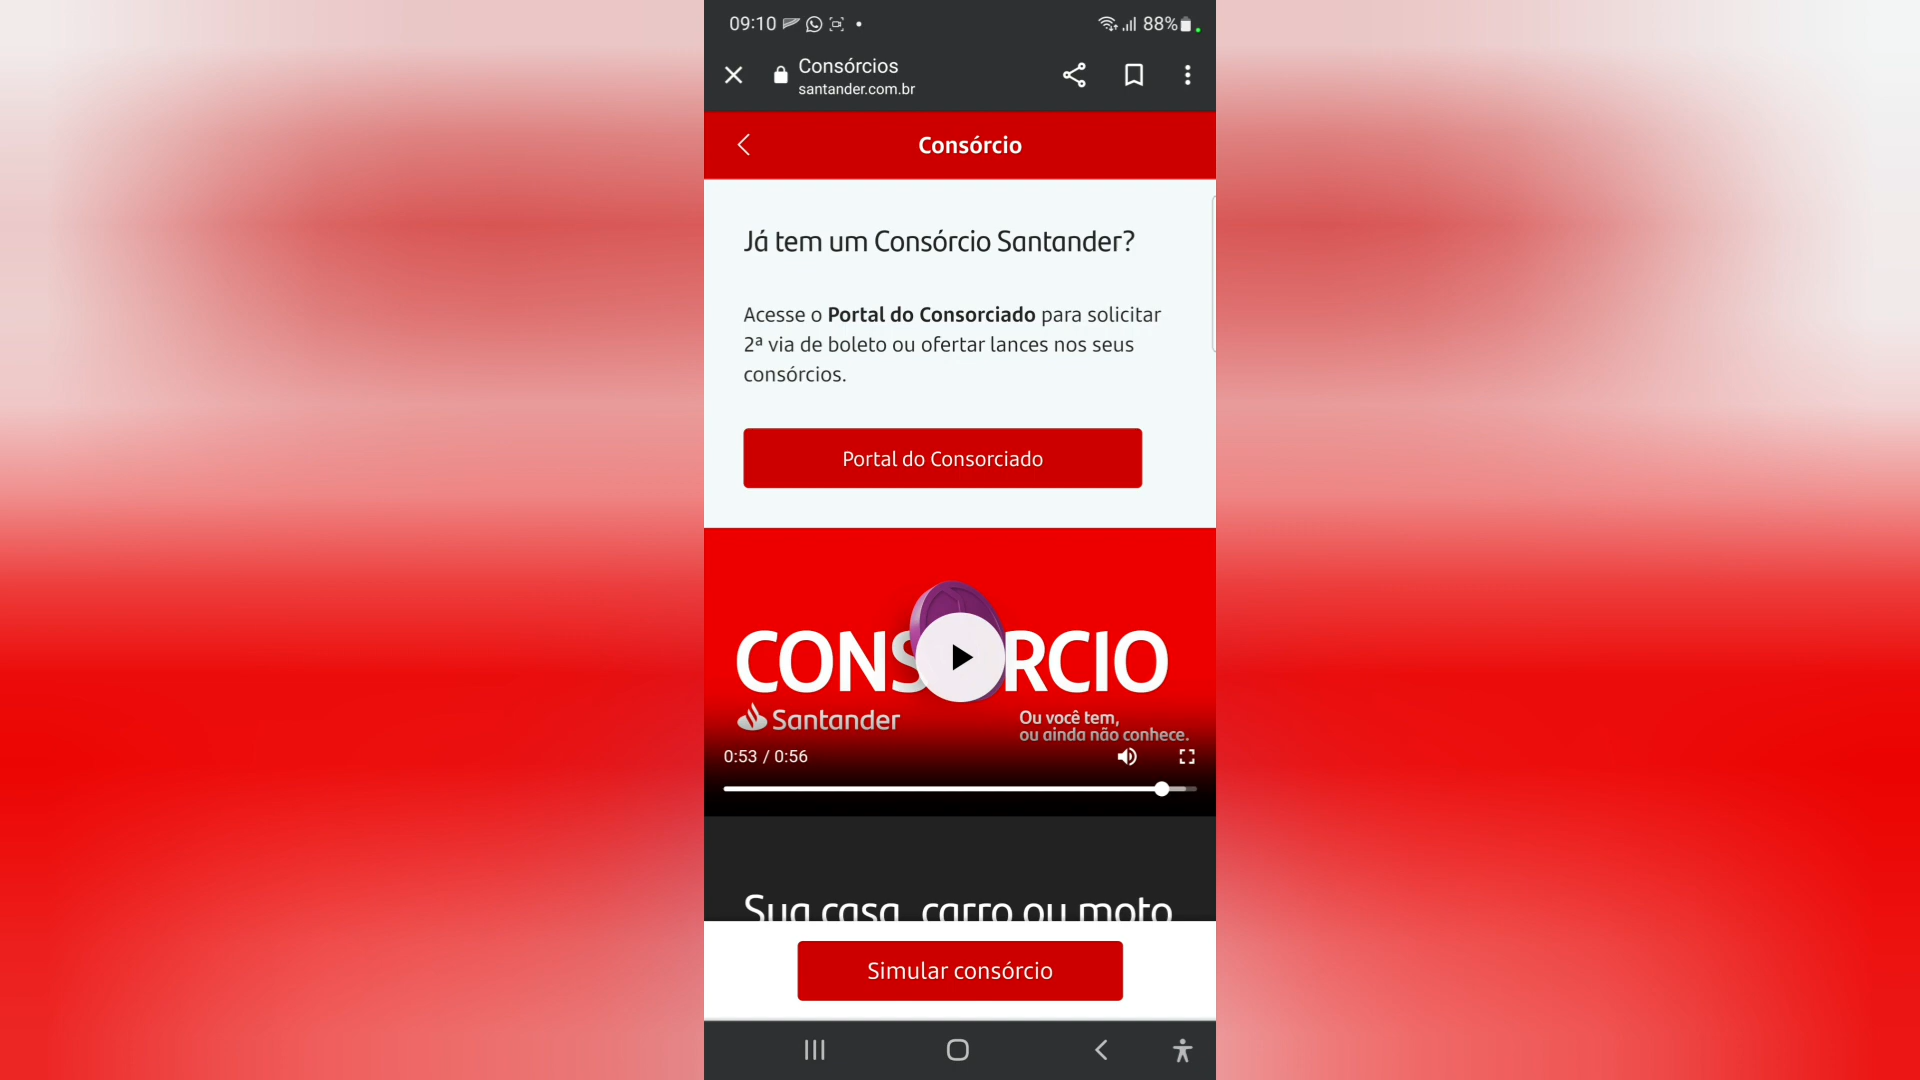 09:10
88%
Consórcios
santander.com.br
Consórcio
Já tem um Consórcio Santander?
Acesse o Portal do Consorciado para solicitar
2ª via de boleto ou ofertar lances nos seus
consórcios.
Portal do Consorciado
CONSÓRCIO
Santander
Ou você tem,
ou ainda não conhece.
0:53 / 0:56
Sua casa, carro ou moto
Simular consórcio